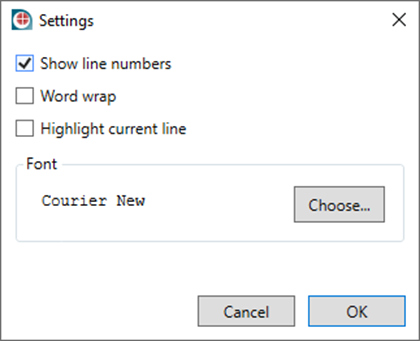 Settings
Show line numbers
Word wrap
Highlight current line
Font
Courier New
Choose...
Cancel
OK